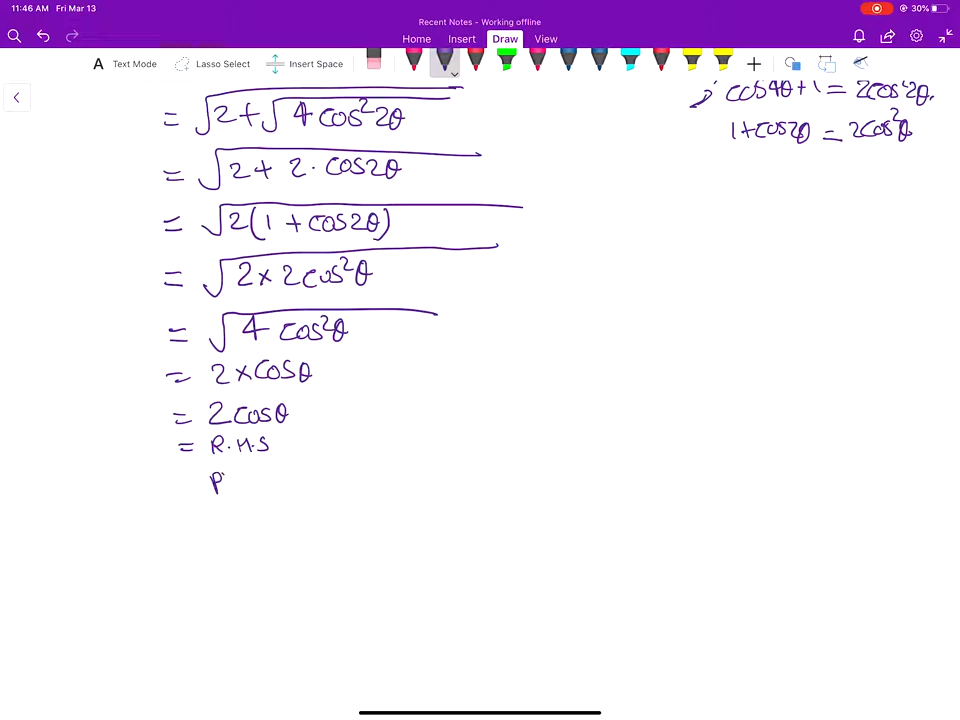 11:46 AM Fri Mar 13
30%
Recent Notes - Working offline
Home Insert Draw View
A Text Mode Lasso Select Insert Space
= √2+√4cos²2θ
cos4θ+1 = 2cos²2θ.
1+cos2θ = 2cos²θ
= √2+ 2·cos2θ
= √2(1+cos2θ)
= √2×2cos²θ
= √4 cos²θ
= 2×cosθ
= 2cosθ
= R.H.S
P